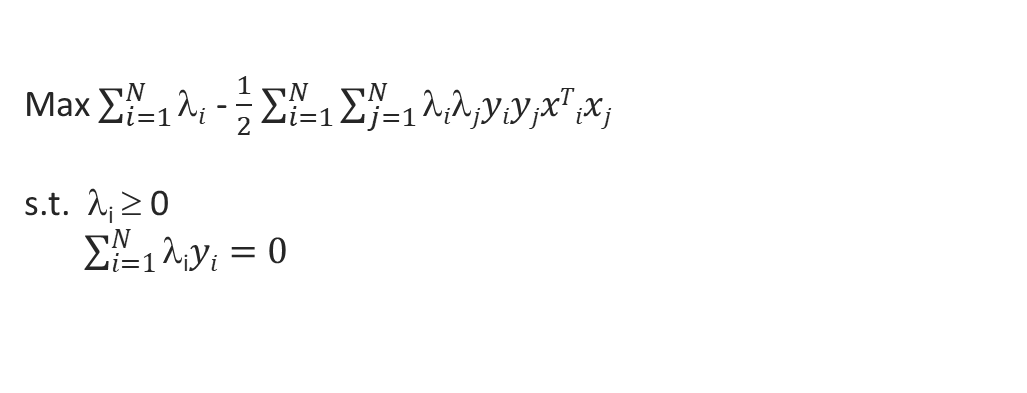 Max ∑ᵢ₌₁ᴺ λᵢ - ½ ∑ᵢ₌₁ᴺ ∑ⱼ₌₁ᴺ λᵢλⱼyᵢyⱼxᵀᵢxⱼ
s.t. λᵢ ≥ 0
∑ᵢ₌₁ᴺ λᵢyᵢ = 0